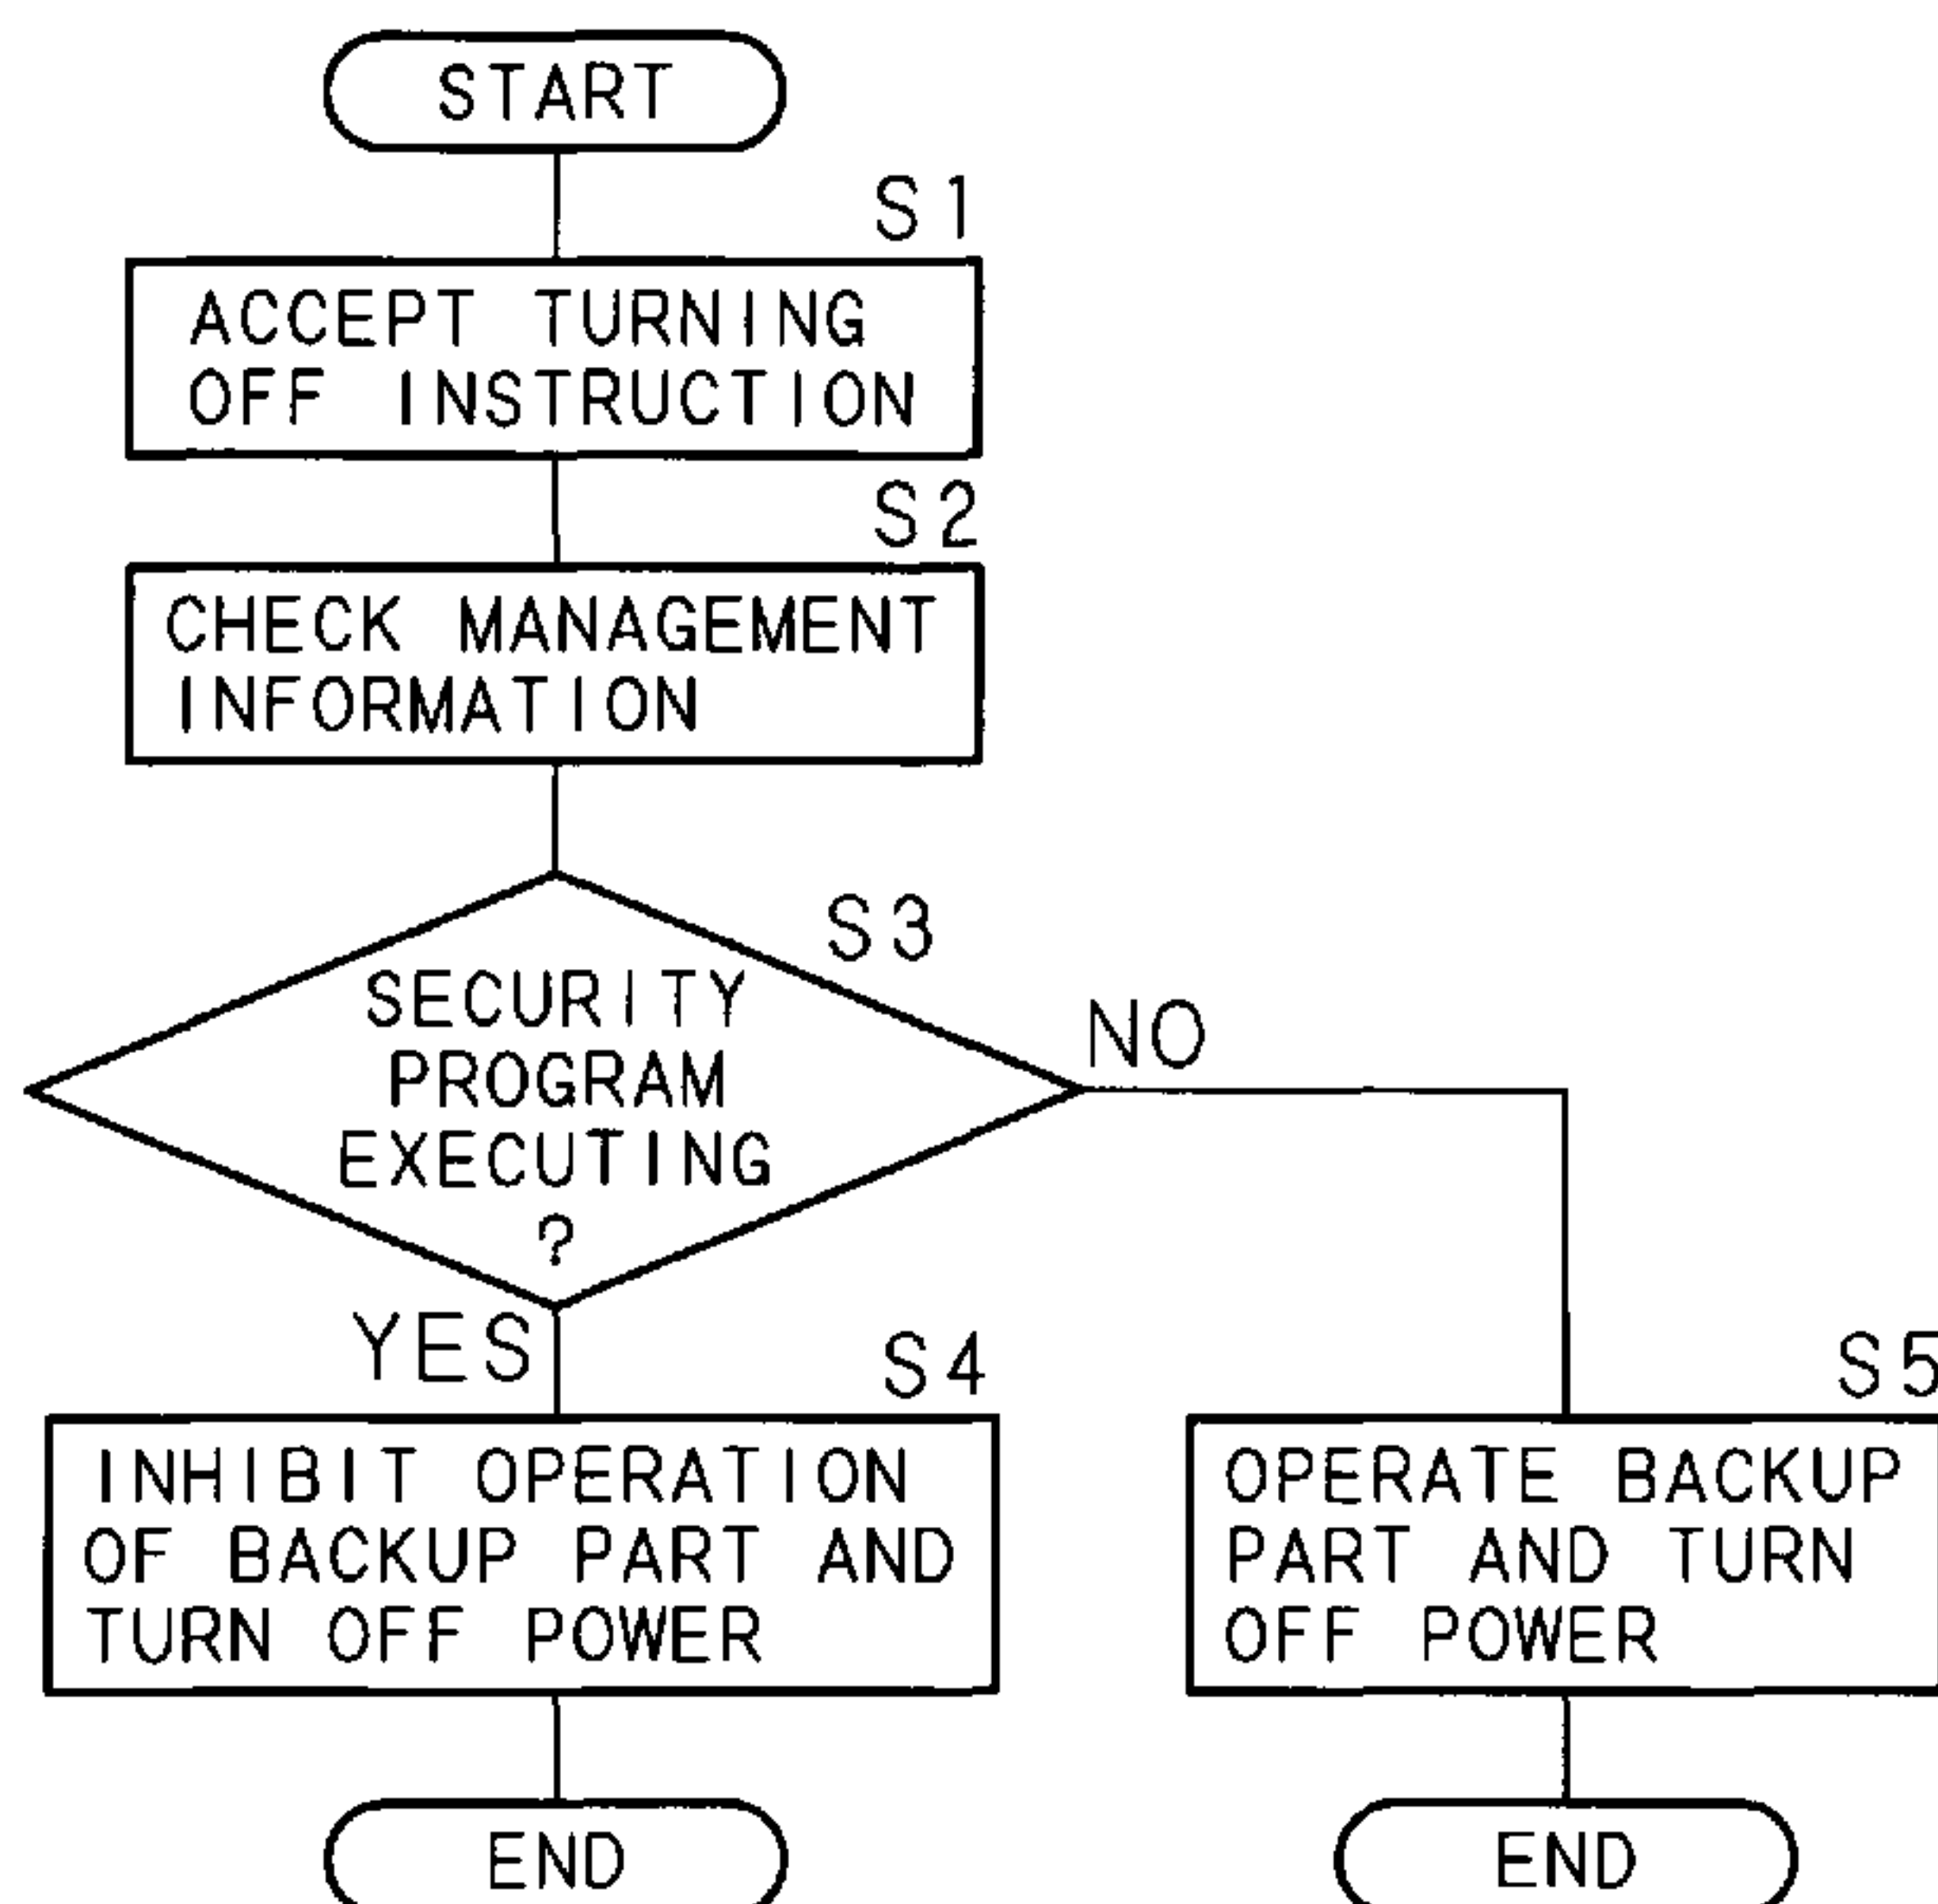 START
S1
ACCEPT TURNING
OFF INSTRUCTION
S2
CHECK MANAGEMENT
INFORMATION
S3
SECURITY
PROGRAM
EXECUTING
?
NO
YES
S4
INHIBIT OPERATION
OF BACKUP PART AND
TURN OFF POWER
END
S5
OPERATE BACKUP
PART AND TURN
OFF POWER
END